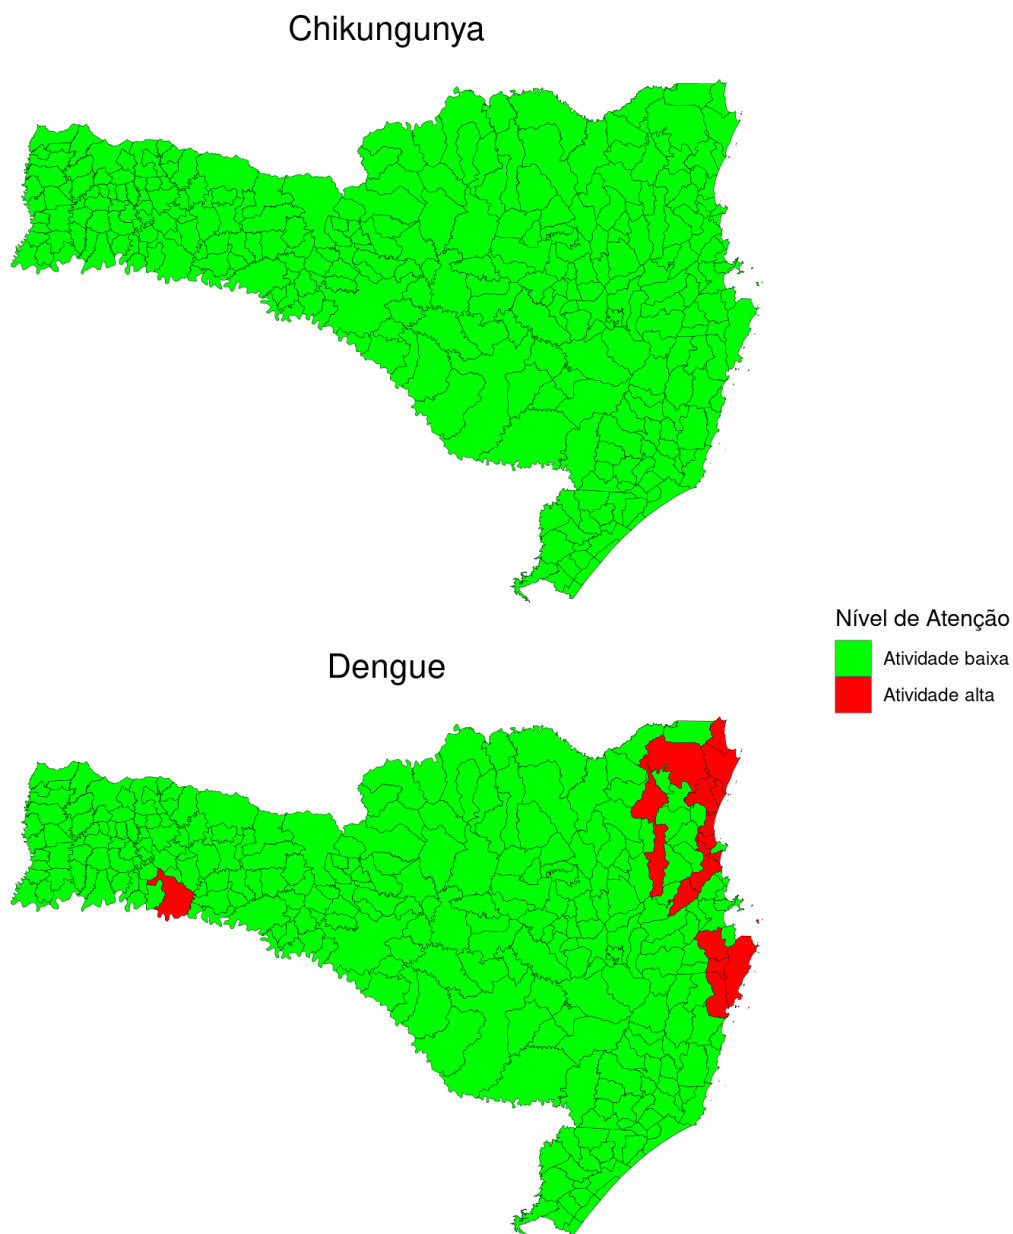 Chikungunya
Nível de Atenção
Atividade baixa
Atividade alta
Dengue